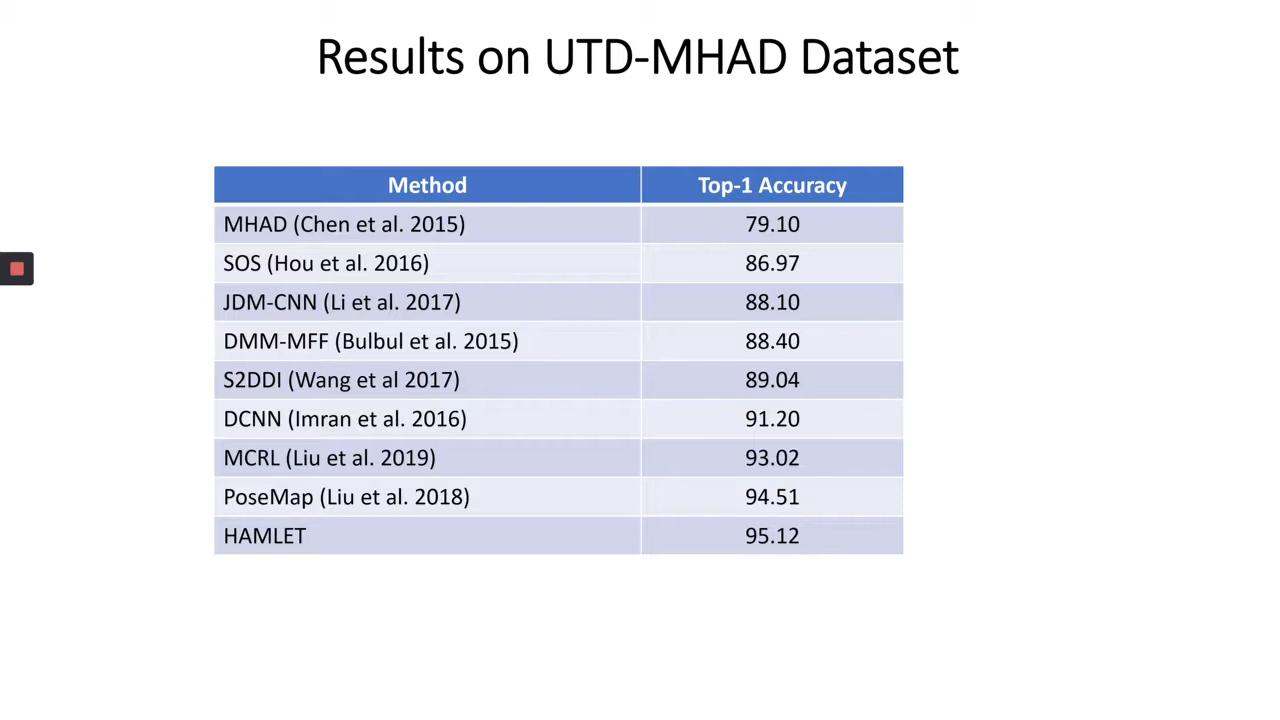 Results on UTD-MHAD Dataset
Method Top-1 Accuracy
MHAD (Chen et al. 2015) 79.10
SOS (Hou et al. 2016) 86.97
JDM-CNN (Li et al. 2017) 88.10
DMM-MFF (Bulbul et al. 2015) 88.40
S2DDI (Wang et al 2017) 89.04
DCNN (Imran et al. 2016) 91.20
MCRL (Liu et al. 2019) 93.02
PoseMap (Liu et al. 2018) 94.51
HAMLET 95.12